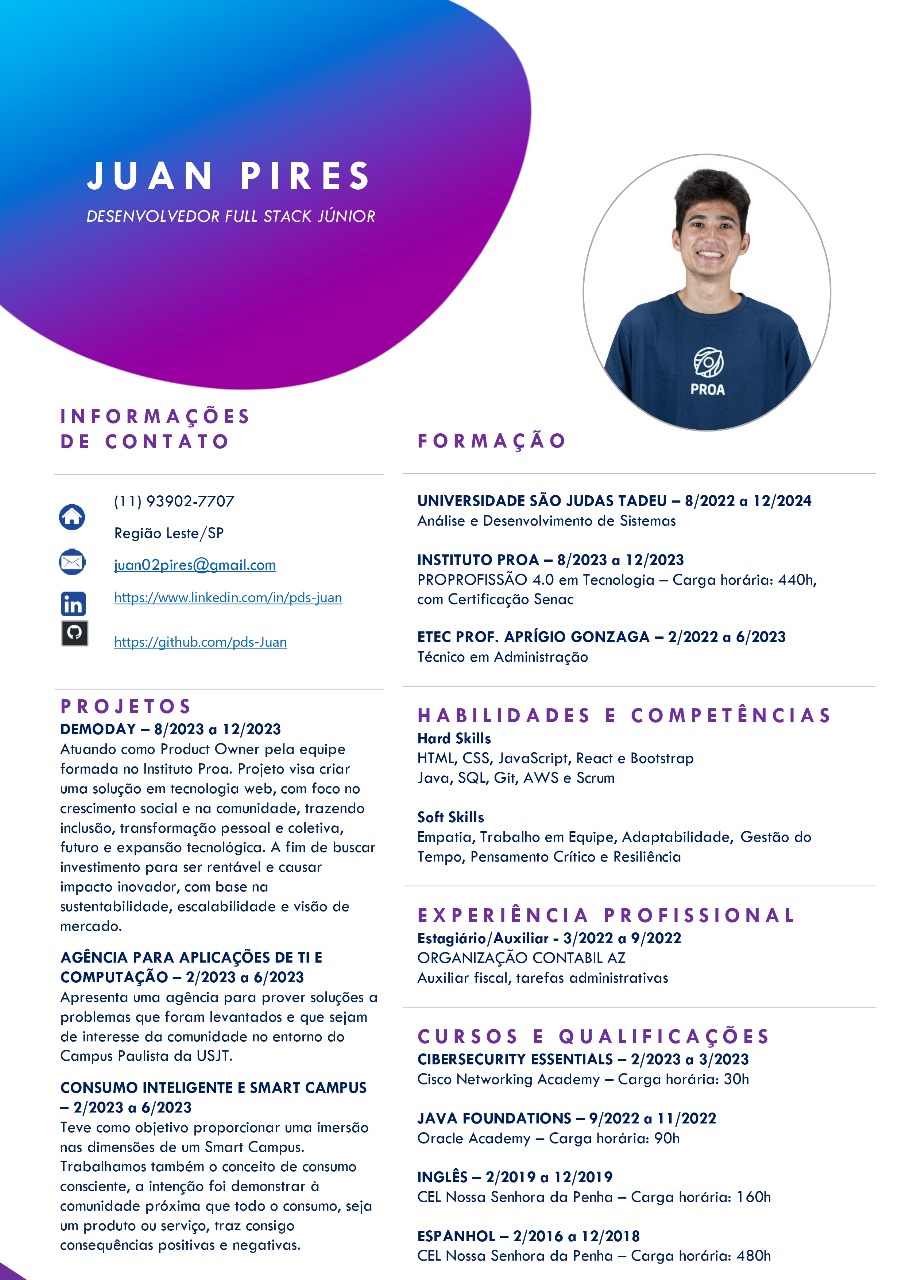 JUAN PIRES
DESENVOLVEDOR FULL STACK JÚNIOR
PROA
INFORMAÇÕES
DE CONTATO
(11) 93902-7707
Região Leste/SP
juan02pires@gmail.com
https://www.linkedin.com/in/pds-juan
https://github.com/pds-Juan
PROJETOS
DEMODAY – 8/2023 a 12/2023
Atuando como Product Owner pela equipe
formada no Instituto Proa. Projeto visa criar
uma solução em tecnologia web, com foco no
crescimento social e na comunidade, trazendo
inclusão, transformação pessoal e coletiva,
futuro e expansão tecnológica. A fim de buscar
investimento para ser rentável e causar
impacto inovador, com base na
sustentabilidade, escalabilidade e visão de
mercado.
AGÊNCIA PARA APLICAÇÕES DE TI E
COMPUTAÇÃO – 2/2023 a 6/2023
Apresenta uma agência para prover soluções a
problemas que foram levantados e que sejam
de interesse da comunidade no entorno do
Campus Paulista da USJT.
CONSUMO INTELIGENTE E SMART CAMPUS
– 2/2023 a 6/2023
Teve como objetivo proporcionar uma imersão
nas dimensões de um Smart Campus.
Trabalhamos também o conceito de consumo
consciente, a intenção foi demonstrar à
comunidade próxima que todo o consumo, seja
um produto ou serviço, traz consigo
consequências positivas e negativas.
FORMAÇÃO
UNIVERSIDADE SÃO JUDAS TADEU – 8/2022 a 12/2024
Análise e Desenvolvimento de Sistemas
INSTITUTO PROA – 8/2023 a 12/2023
PROPROFISSÃO 4.0 em Tecnologia – Carga horária: 440h,
com Certificação Senac
ETEC PROF. APRÍGIO GONZAGA – 2/2022 a 6/2023
Técnico em Administração
HABILIDADES E COMPETÊNCIAS
Hard Skills
HTML, CSS, JavaScript, React e Bootstrap
Java, SQL, Git, AWS e Scrum
Soft Skills
Empatia, Trabalho em Equipe, Adaptabilidade, Gestão do
Tempo, Pensamento Crítico e Resiliência
EXPERIÊNCIA PROFISSIONAL
Estagiário/Auxiliar - 3/2022 a 9/2022
ORGANIZAÇÃO CONTABIL AZ
Auxiliar fiscal, tarefas administrativas
CURSOS E QUALIFICAÇÕES
CIBERSECURITY ESSENTIALS – 2/2023 a 3/2023
Cisco Networking Academy – Carga horária: 30h
JAVA FOUNDATIONS – 9/2022 a 11/2022
Oracle Academy – Carga horária: 90h
INGLÊS – 2/2019 a 12/2019
CEL Nossa Senhora da Penha – Carga horária: 160h
ESPANHOL – 2/2016 a 12/2018
CEL Nossa Senhora da Penha – Carga horária: 480h